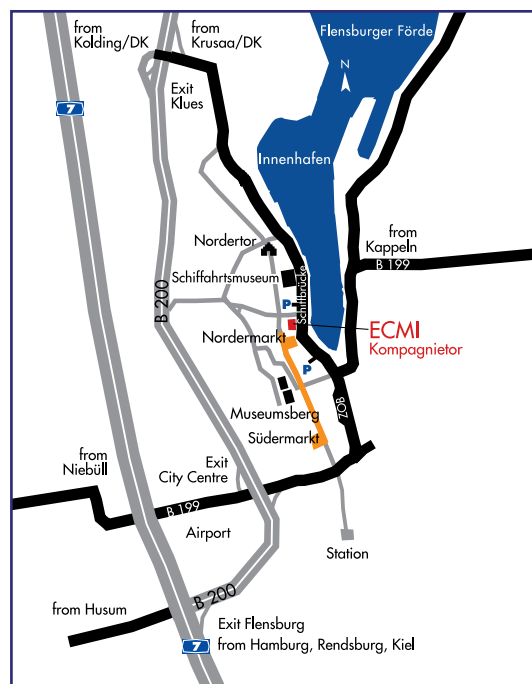 from
Kolding/DK
from
Krusaa/DK
Flensburger Förde
N
Exit
Klues
7
Innenhafen
Nordertor
from
Kappeln
B 199
Schiffahrtsmuseum
B 200
P
Schiffbrücke
ECMI
Kompagnietor
Nordermarkt
P
Museumsberg
ZOB
Südermarkt
from
Niebüll
Exit
City Centre
B 199
Airport
Station
B 200
from Husum
Exit Flensburg
7
from Hamburg, Rendsburg, Kiel